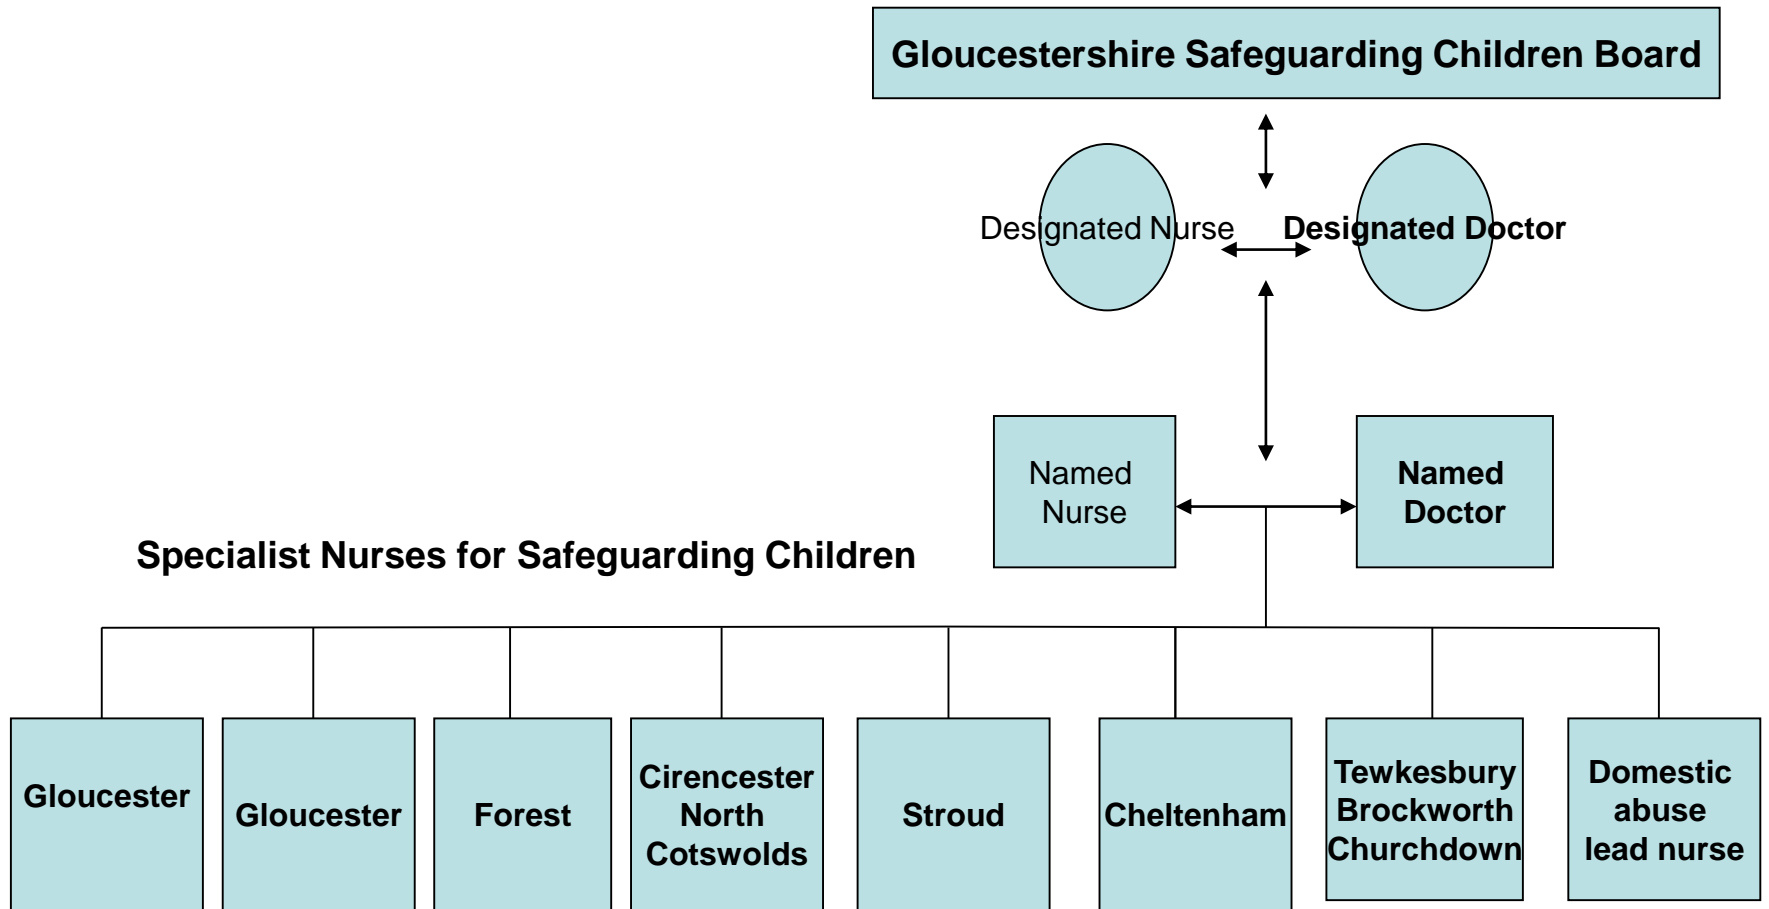 Gloucestershire Safeguarding Children Board
Designated Nurse
Designated Doctor
Named
Nurse
Named
Doctor
Specialist Nurses for Safeguarding Children
Gloucester
Gloucester
Forest
Cirencester
North
Cotswolds
Stroud
Cheltenham
Tewkesbury
Brockworth
Churchdown
Domestic
abuse
lead nurse